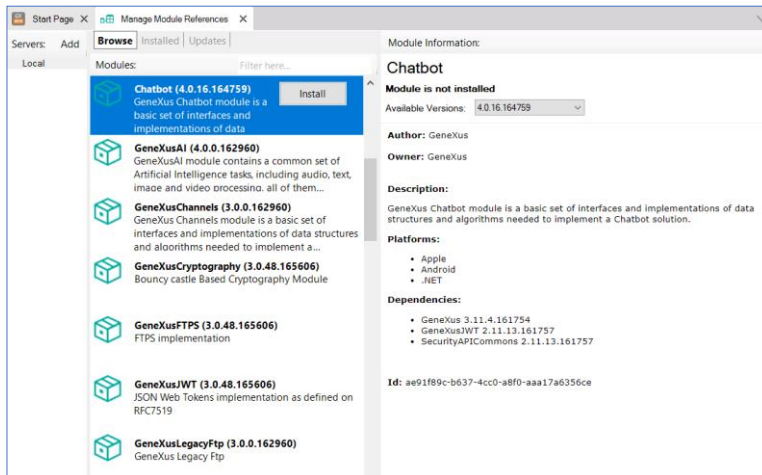 Start Page
Manage Module References
Servers: Add
Local
Browse Installed Updates
Modules: Filter here...
Chatbot (4.0.16.164759)
GeneXus Chatbot module is a
basic set of interfaces and
implementations of data
Install
GeneXusAI (4.0.0.162960)
GeneXusAI module contains a common set of
Artificial Intelligence tasks, including audio, text,
image and video processing, all of them...
GeneXusChannels (3.0.0.162960)
GeneXus Channels module is a basic set of
interfaces and implementations of data structures
and algorithms needed to implement a...
GeneXusCryptography (3.0.48.165606)
Bouncy castle Based Cryptography Module
GeneXusFTPS (3.0.48.165606)
FTPS implementation
GeneXusJWT (3.0.48.165606)
JSON Web Tokens implementation as defined on
RFC7519
GeneXusLegacyFtp (3.0.0.162960)
GeneXus Legacy Ftp
Module Information:
Chatbot
Module is not installed
Available Versions: 4.0.16.164759
Author: GeneXus
Owner: GeneXus
Description:
GeneXus Chatbot module is a basic set of interfaces and implementations of data
structures and algorithms needed to implement a Chatbot solution.
Platforms:
• Apple
• Android
• .NET
Dependencies:
• GeneXus 3.11.4.161754
• GeneXusJWT 2.11.13.161757
• SecurityAPICommons 2.11.13.161757
Id: ae91f89c-b637-4cc0-a8f0-aaa17a6356ce